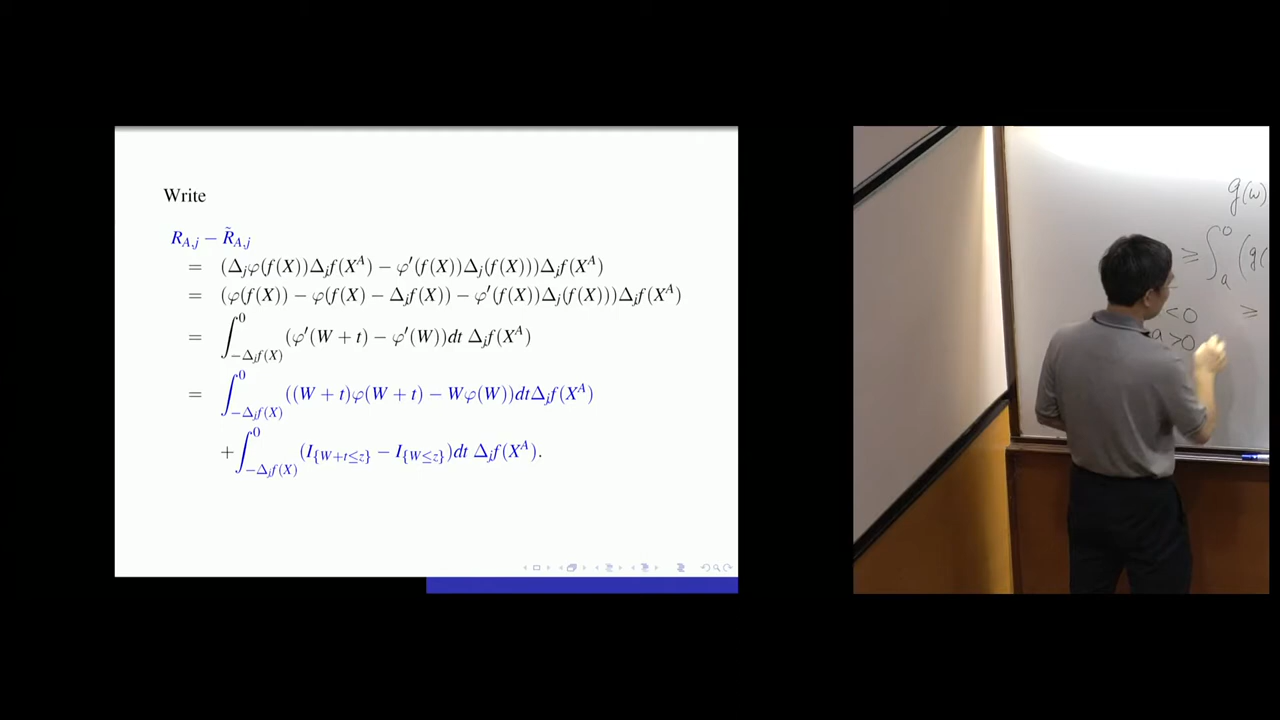 Write
R_{A,j} − R̃_{A,j}
= (Δ_jφ(f(X))Δ_jf(X^A) − φ′(f(X))Δ_j(f(X)))Δ_jf(X^A)
= (φ(f(X)) − φ(f(X) − Δ_jf(X)) − φ′(f(X))Δ_j(f(X)))Δ_jf(X^A)
= ∫_{−Δ_jf(X)}^0 (φ′(W + t) − φ′(W))dt Δ_jf(X^A)
= ∫_{−Δ_jf(X)}^0 ((W + t)φ(W + t) − Wφ(W))dtΔ_jf(X^A)
+∫_{−Δ_jf(X)}^0 (I_{{W+t≤z}} − I_{{W≤z}})dt Δ_jf(X^A).
g(w)
≥ ∫_a^0 (g(
<0 ≥
a >0